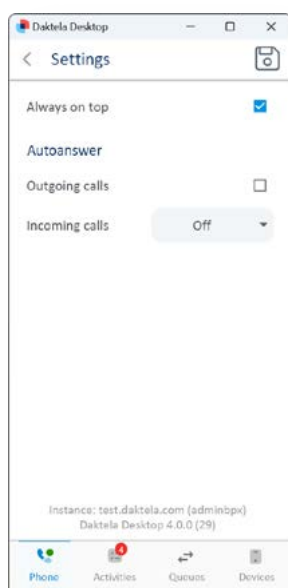 Daktela Desktop
Settings
Always on top
Autoanswer
Outgoing calls
Incoming calls Off
Instance: test.daktela.com (adminbpx)
Daktela Desktop 4.0.0 (29)
4
Phone Activities Queues Devices